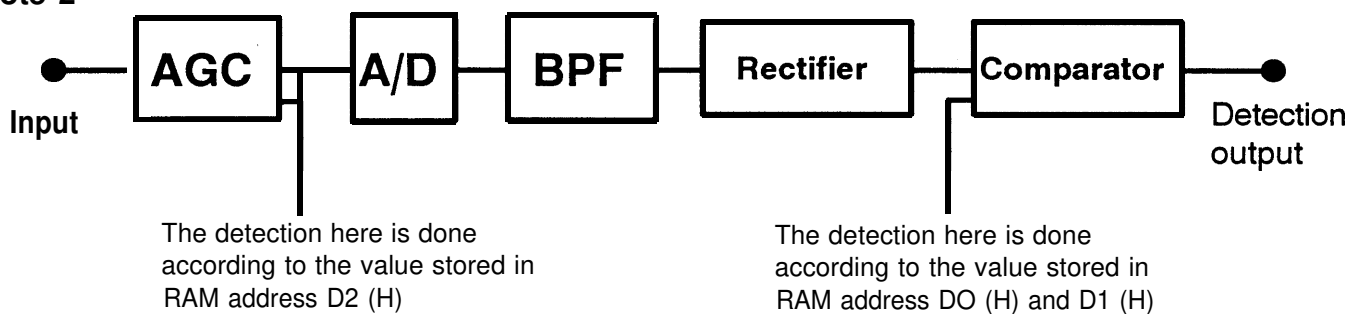 AGC
A/D
BPF
Rectifier
Comparator
Input
Detection
output
The detection here is done
according to the value stored in
RAM address D2 (H)
The detection here is done
according to the value stored in
RAM address DO (H) and D1 (H)